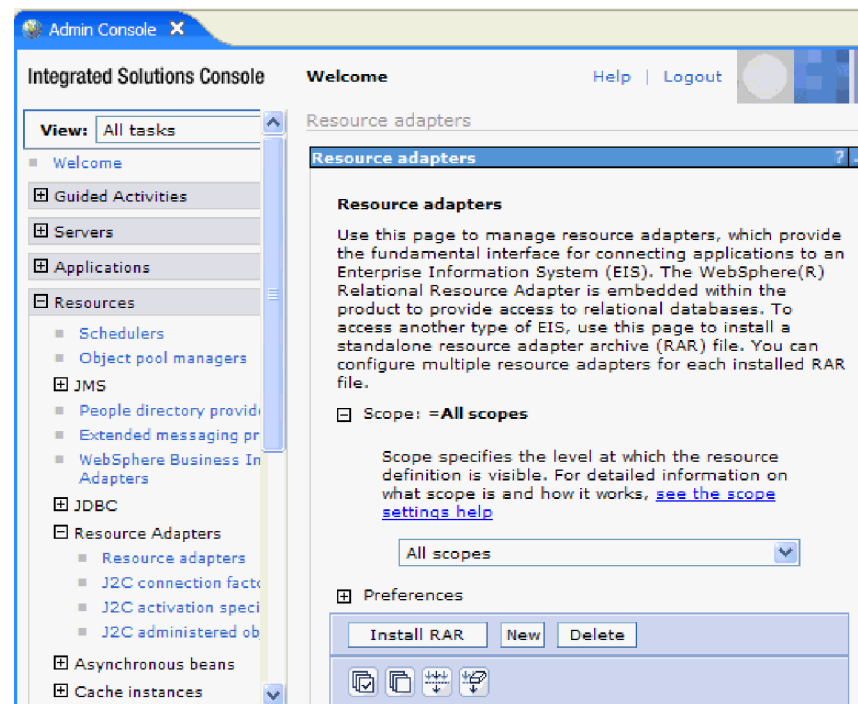 Admin Console
Integrated Solutions Console
Welcome
Help | Logout
View: All tasks
Welcome
Guided Activities
Servers
Applications
Resources
Schedulers
Object pool managers
JMS
People directory
Extended messaging
WebSphere Business
Adapters
JDBC
Resource Adapters
Resource adapters
J2C connection
J2C activation
J2C administered
Asynchronous beans
Cache instances
Resource adapters
Resource adapters ?
Resource adapters
Use this page to manage resource adapters, which provide
the fundamental interface for connecting applications to an
Enterprise Information System (EIS). The WebSphere(R)
Relational Resource Adapter is embedded within the
product to provide access to relational databases. To
access another type of EIS, use this page to install a
standalone resource adapter archive (RAR) file. You can
configure multiple resource adapters for each installed RAR
file.
Scope: =All scopes
Scope specifies the level at which the resource
definition is visible. For detailed information on
what scope is and how it works, see the scope
settings help
All scopes
Preferences
Install RAR
New
Delete